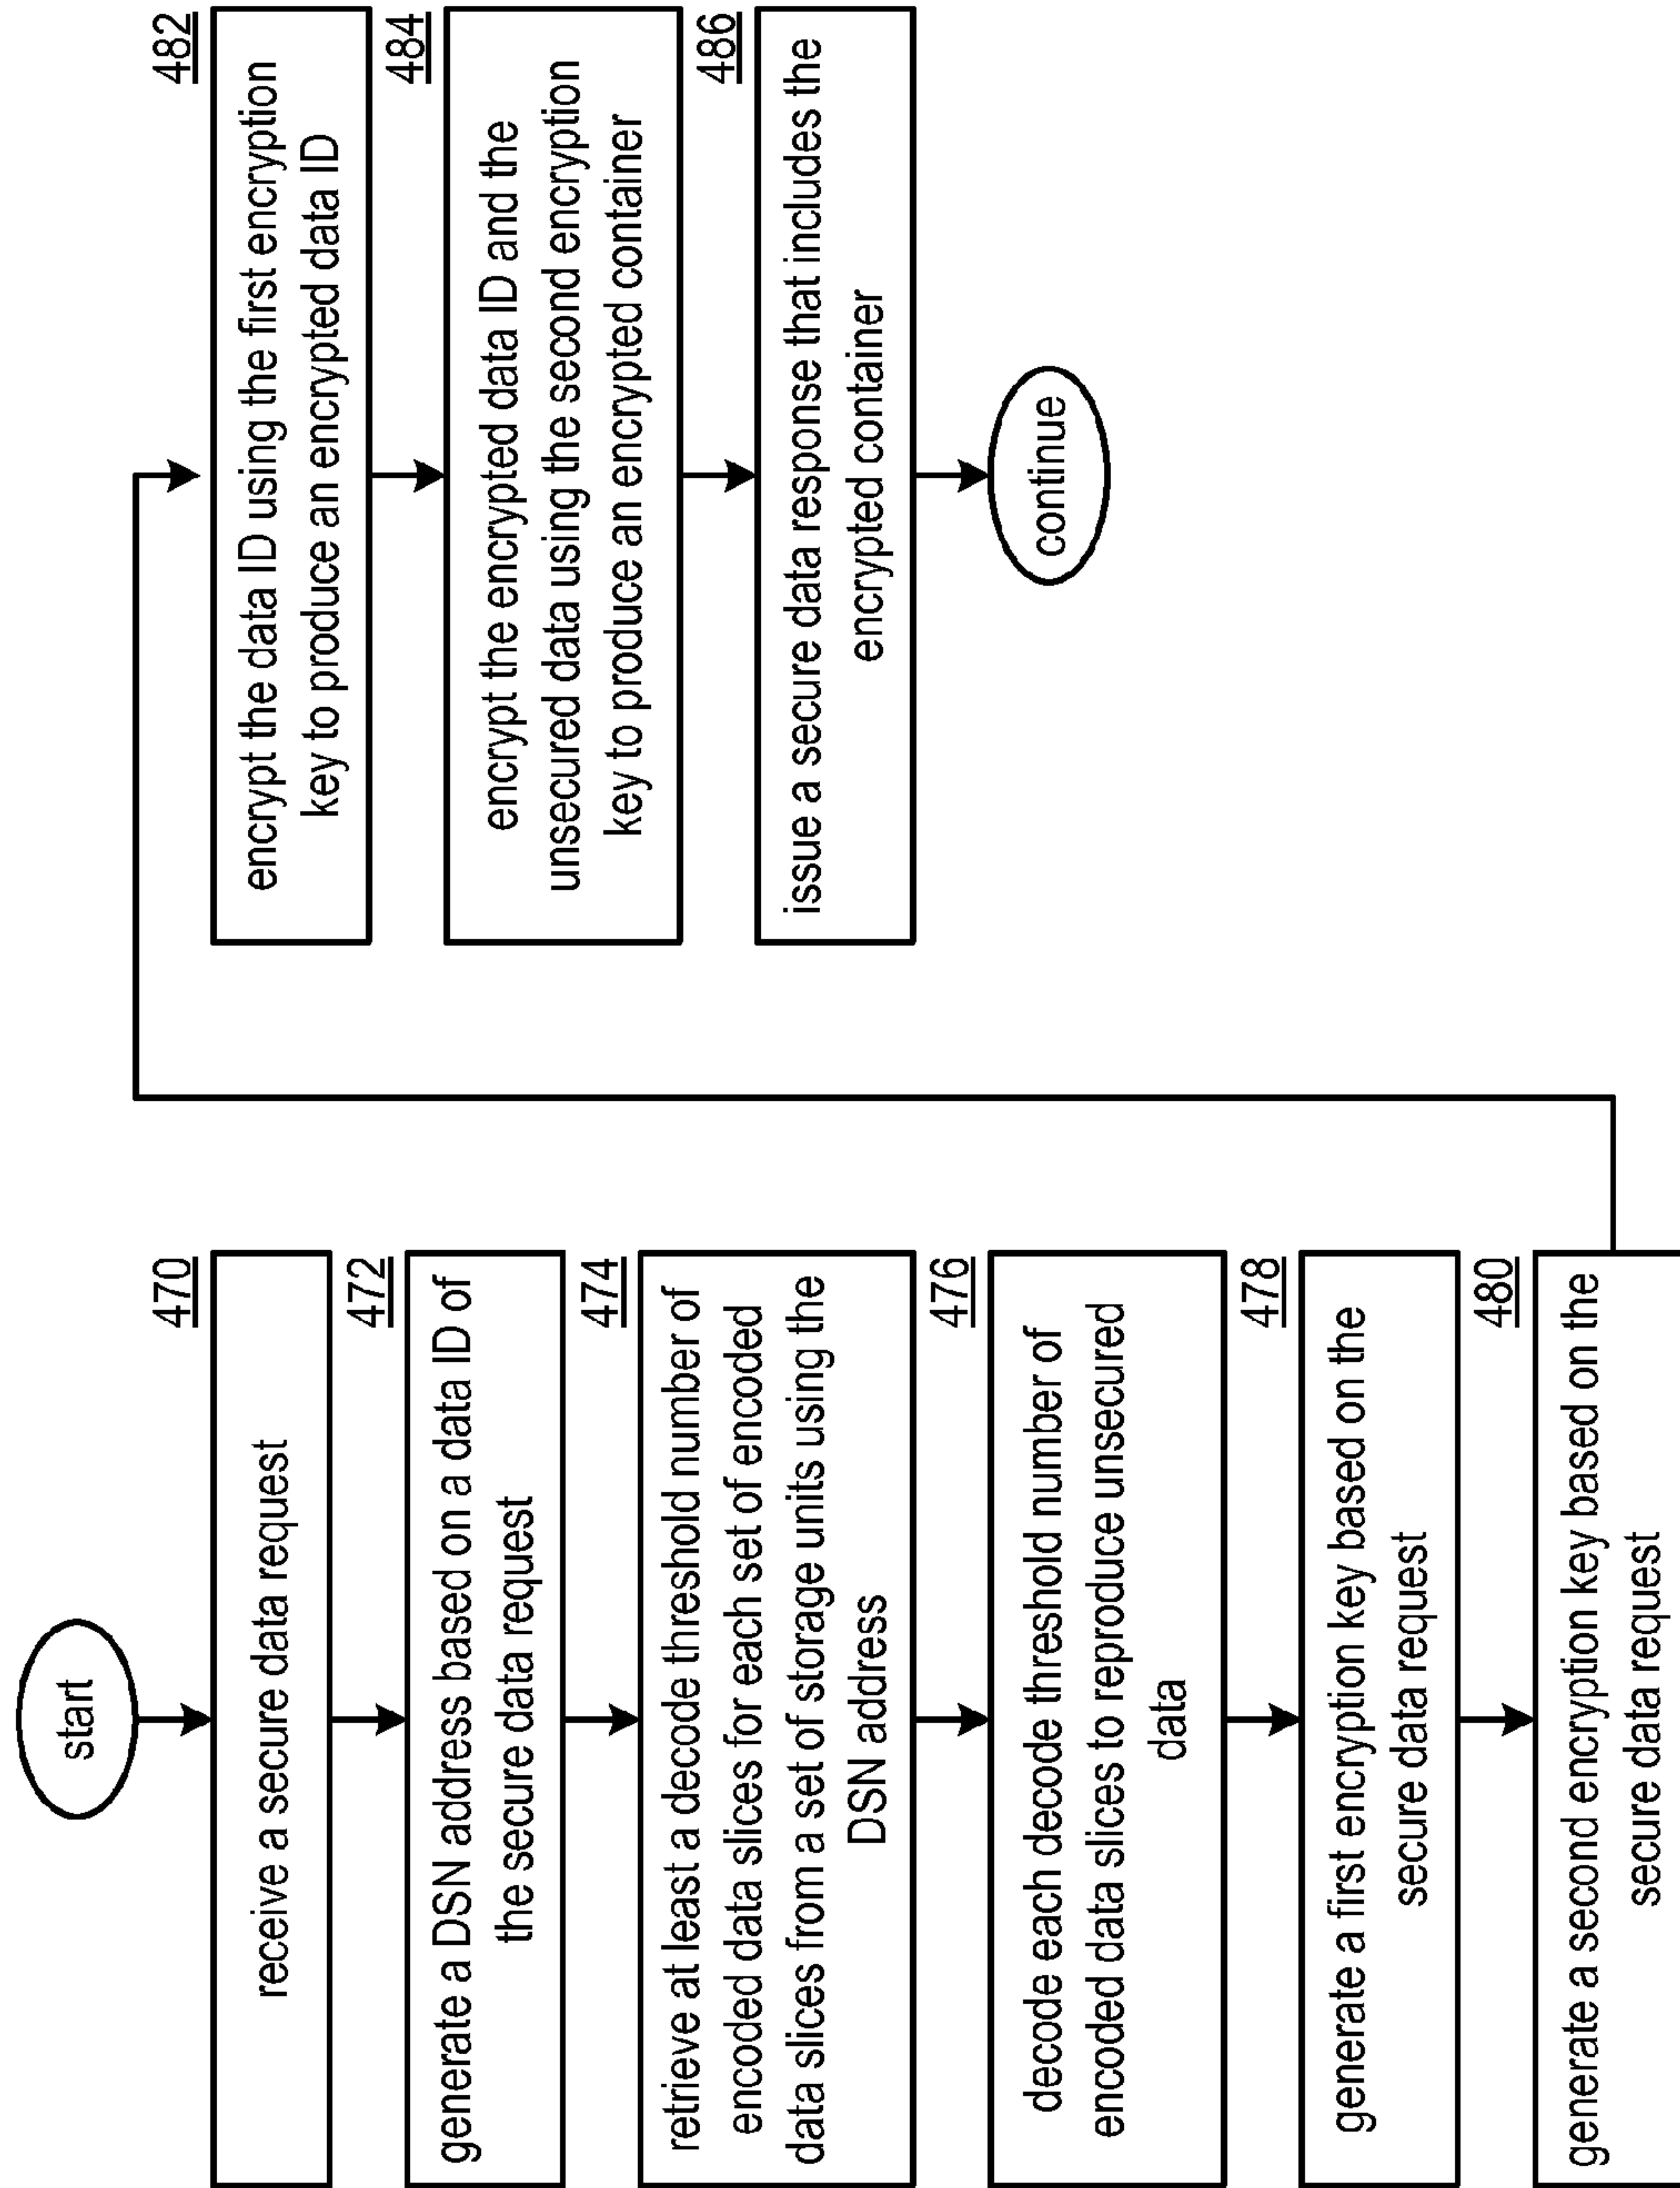 start
470
receive a secure data request
472
generate a DSN address based on a data ID of
the secure data request
474
retrieve at least a decode threshold number of
encoded data slices for each set of encoded
data slices from a set of storage units using the
DSN address
476
decode each decode threshold number of
encoded data slices to reproduce unsecured
data
478
generate a first encryption key based on the
secure data request
480
generate a second encryption key based on the
secure data request
482
encrypt the data ID using the first encryption
key to produce an encrypted data ID
484
encrypt the encrypted data ID and the
unsecured data using the second encryption
key to produce an encrypted container
486
issue a secure data response that includes the
encrypted container
continue